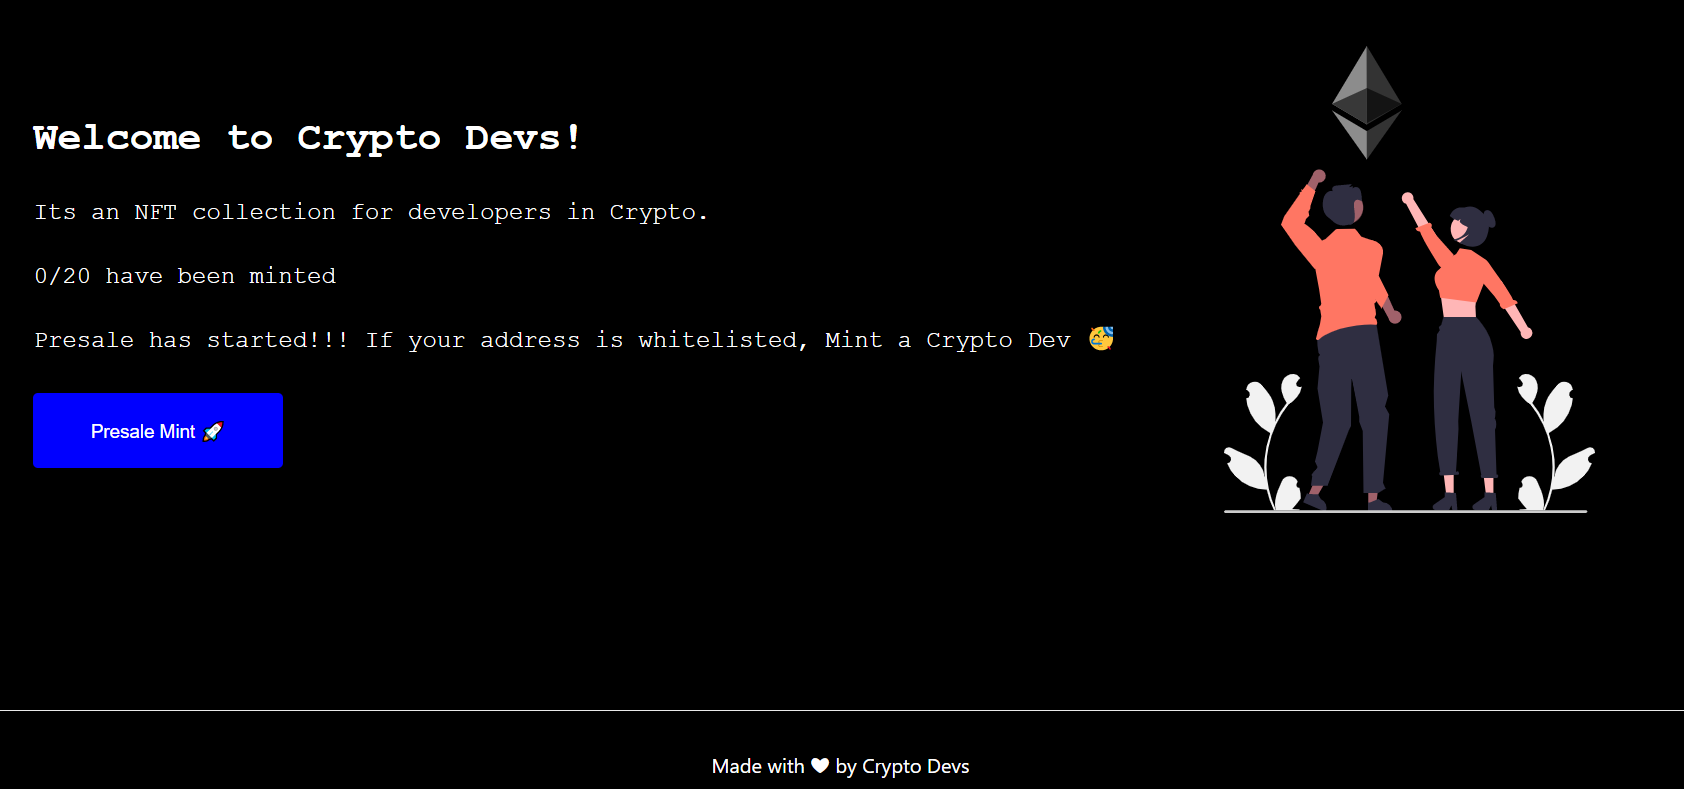 Welcome to Crypto Devs!
Its an NFT collection for developers in Crypto.
0/20 have been minted
Presale has started!!! If your address is whitelisted, Mint a Crypto Dev 🥳
Presale Mint 🚀
Made with ❤ by Crypto Devs